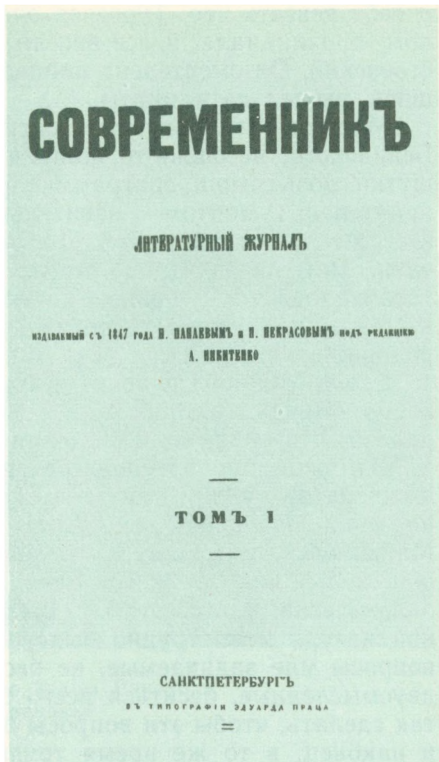 СОВРЕМЕННИКЪ
ЛИТЕРАТУРНЫЙ ЖУРНАЛЪ
ИЗДАВАЕМЫЙ СЪ 1847 ГОДА И. ПАНАЕВЫМЪ И Н. НЕКРАСОВЫМЪ ПОДЪ РЕДАКЦІЕЮ
А. НИКИТЕНКО
ТОМЪ I
САНКТПЕТЕРБУРГЪ
ВЪ ТИПОГРАФІИ ЭДУАРДА ПРАЦА